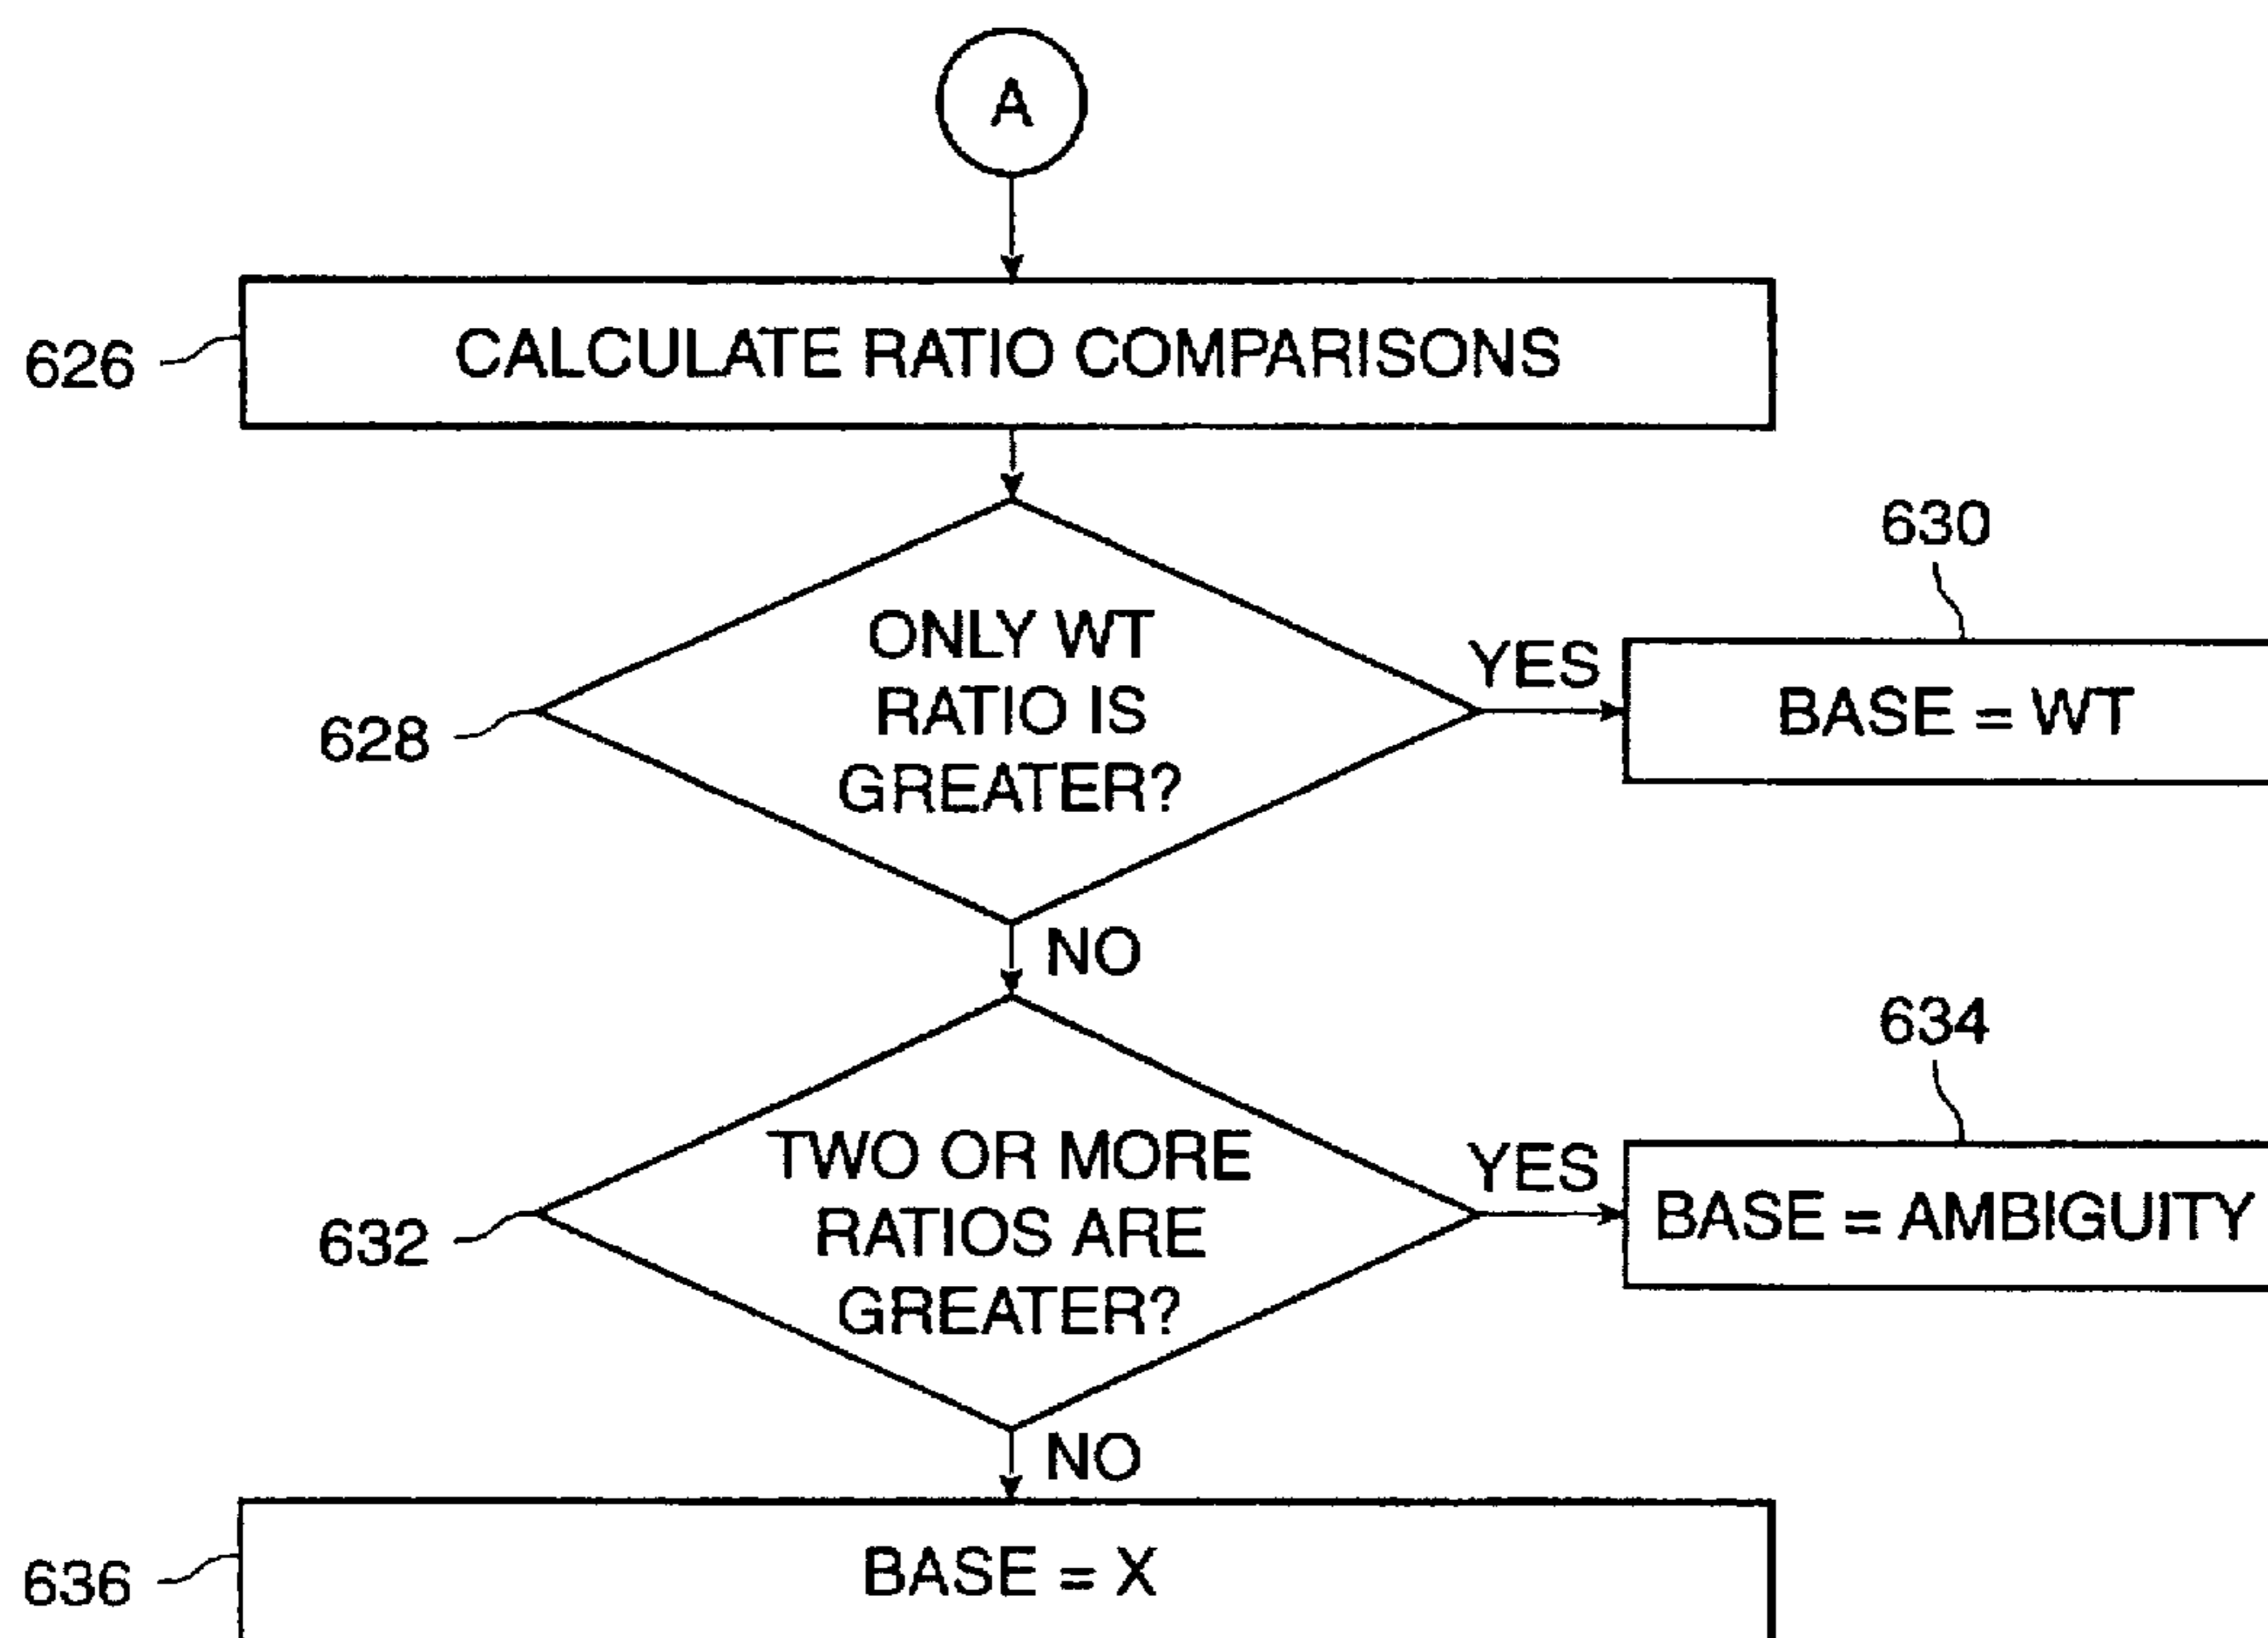 A
626
CALCULATE RATIO COMPARISONS
628
ONLY WT
RATIO IS
GREATER?
YES
630
BASE = WT
NO
632
TWO OR MORE
RATIOS ARE
GREATER?
YES
634
BASE = AMBIGUITY
NO
636
BASE = X